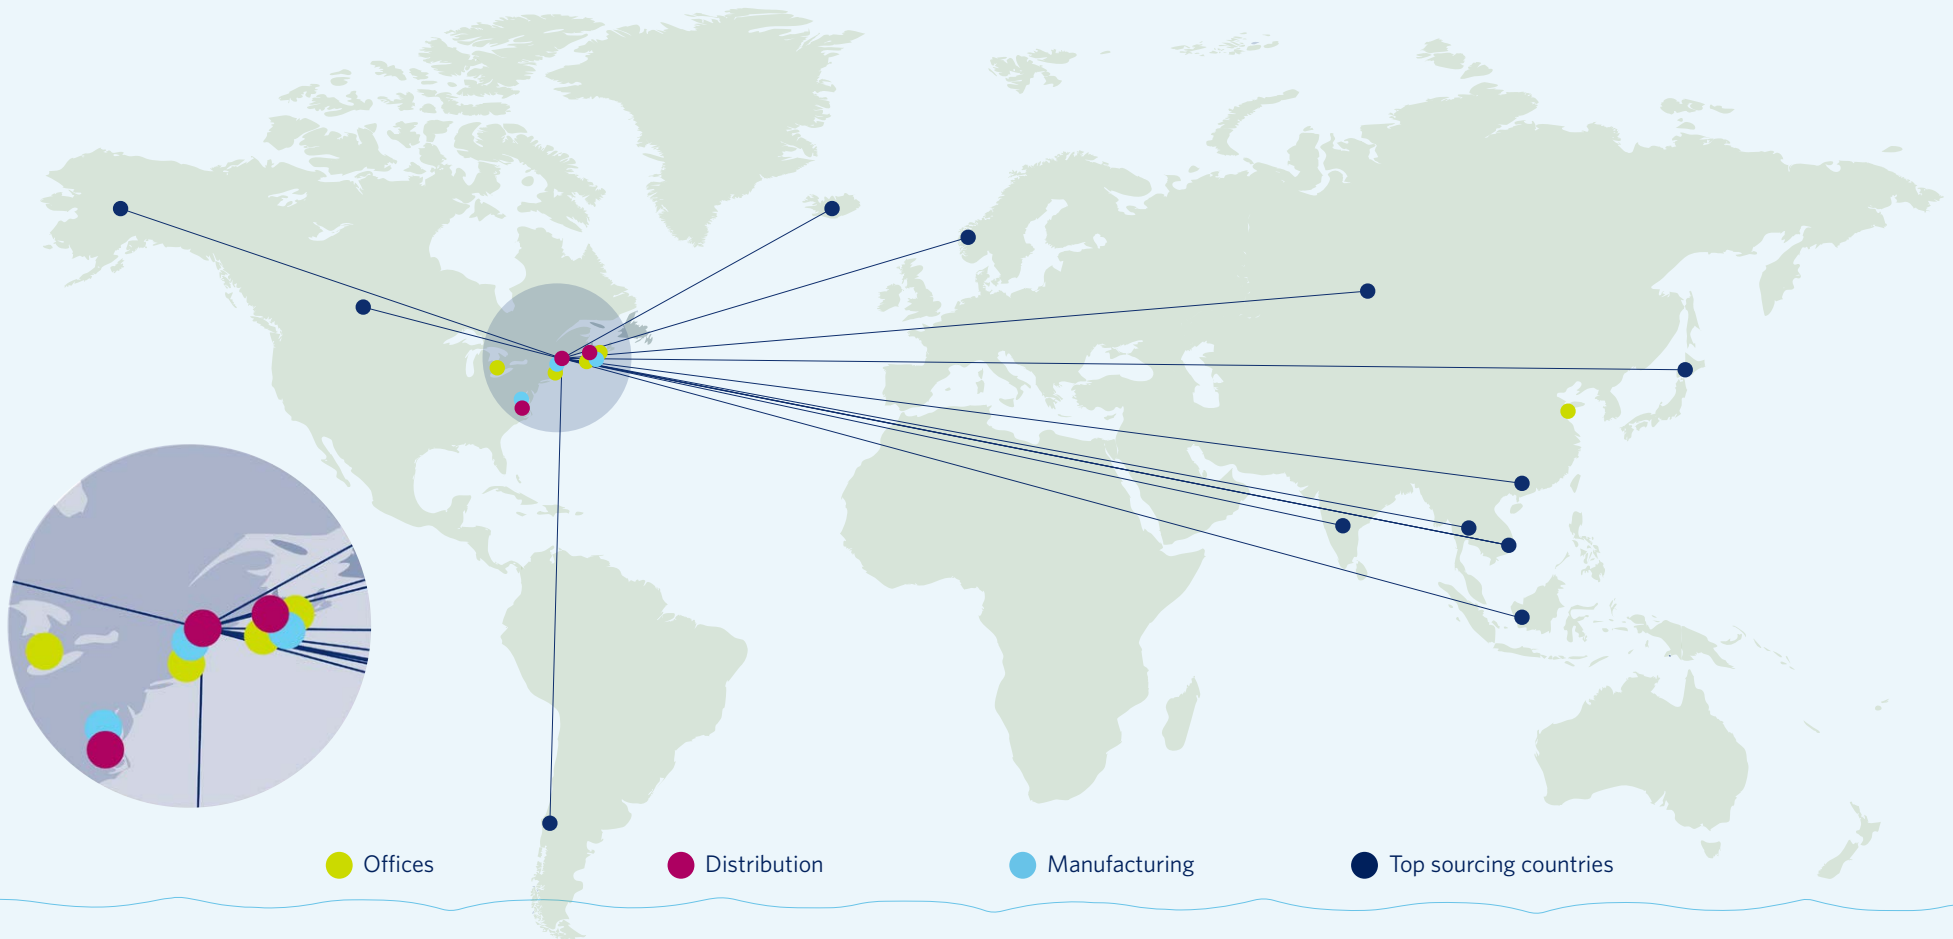 Offices
Distribution
Manufacturing
Top sourcing countries